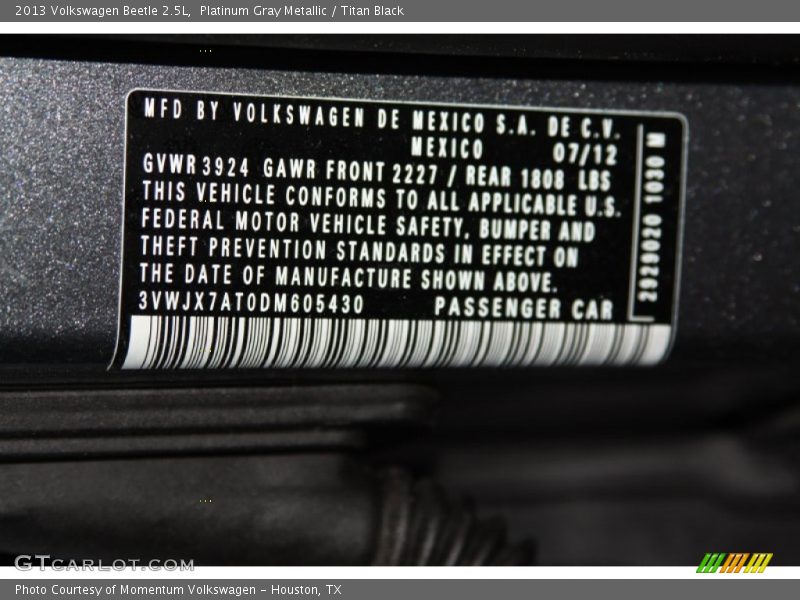 2013 Volkswagen Beetle 2.5L,  Platinum Gray Metallic / Titan Black
MFD BY VOLKSWAGEN DE MEXICO S.A. DE C.V.
MEXICO 07/12
GVWR 3924 GAWR FRONT 2227 / REAR 1808 LBS
THIS VEHICLE CONFORMS TO ALL APPLICABLE U.S.
FEDERAL MOTOR VEHICLE SAFETY, BUMPER AND
THEFT PREVENTION STANDARDS IN EFFECT ON
THE DATE OF MANUFACTURE SHOWN ABOVE.
3VWJX7AT0DM605430 PASSENGER CAR
2929020 1030 M
GTCARLOT.COM
Photo Courtesy of Momentum Volkswagen - Houston, TX